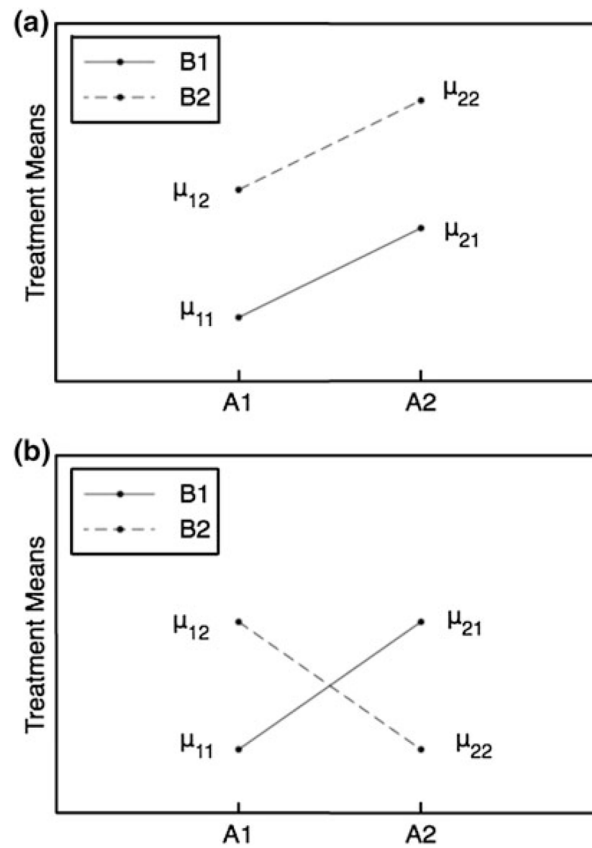 (a)
B1
B2
μ22
μ12
μ21
μ11
Treatment Means
A1 A2
(b)
B1
B2
μ12
μ21
μ11
μ22
Treatment Means
A1 A2